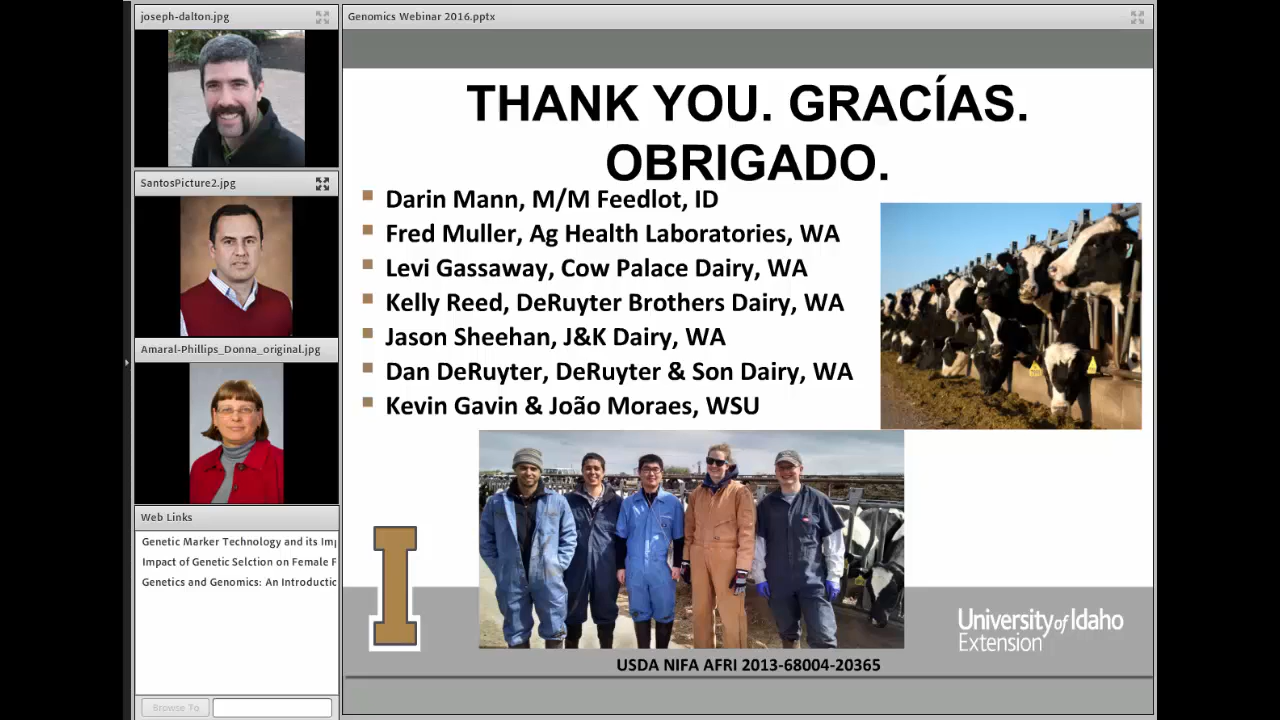 joseph-dalton.jpg
SantosPicture2.jpg
Amaral-Phillips_Donna_original.jpg
Web Links
Genetic Marker Technology and its Imp
Impact of Genetic Selction on Female F
Genetics and Genomics: An Introductic
Browse To
Genomics Webinar 2016.pptx
THANK YOU. GRACÍAS.
OBRIGADO.
Darin Mann, M/M Feedlot, ID
Fred Muller, Ag Health Laboratories, WA
Levi Gassaway, Cow Palace Dairy, WA
Kelly Reed, DeRuyter Brothers Dairy, WA
Jason Sheehan, J&K Dairy, WA
Dan DeRuyter, DeRuyter & Son Dairy, WA
Kevin Gavin & João Moraes, WSU
I
University of Idaho
Extension
USDA NIFA AFRI 2013-68004-20365